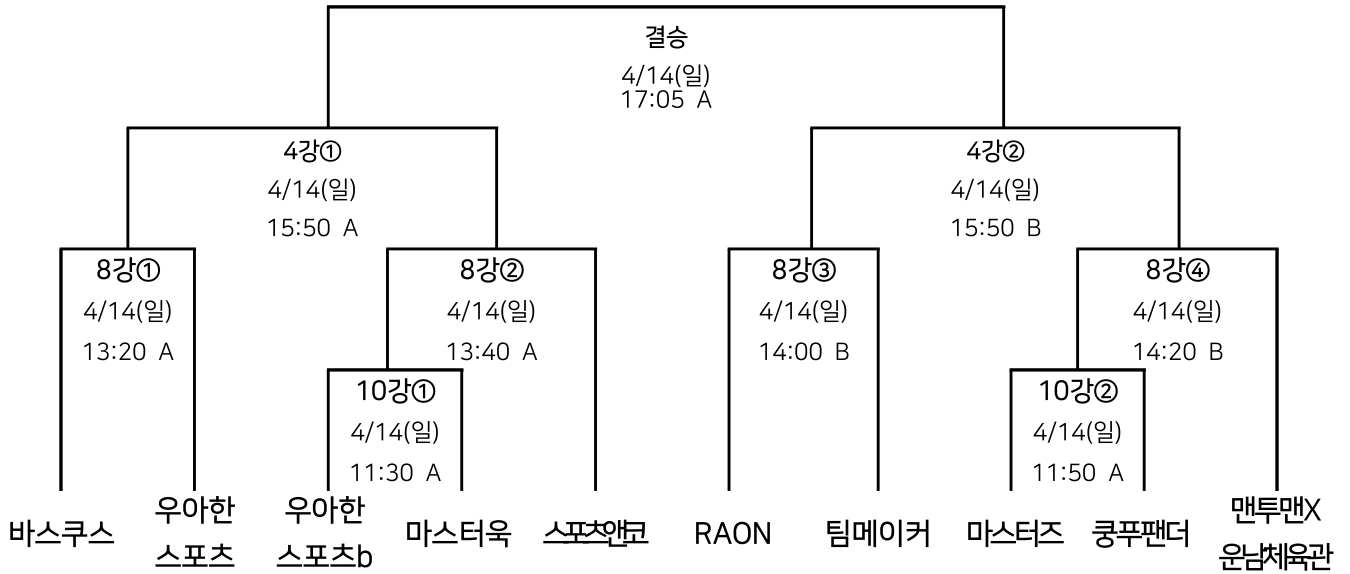 결승
4/14(일)
17:05 A
4강①
4강②
4/14(일)
4/14(일)
15:50 A
15:50 B
8강①
8강②
8강③
8강④
4/14(일)
4/14(일)
4/14(일)
4/14(일)
13:20 A
13:40 A
14:00 B
14:20 B
10강①
10강②
4/14(일)
4/14(일)
11:30 A
11:50 A
바스쿠스
우아한
스포츠
우아한
스포츠b
마스터욱
스포츠앤코
RAON
팀메이커
마스터즈
쿵푸팬더
맨투맨X
운남체육관